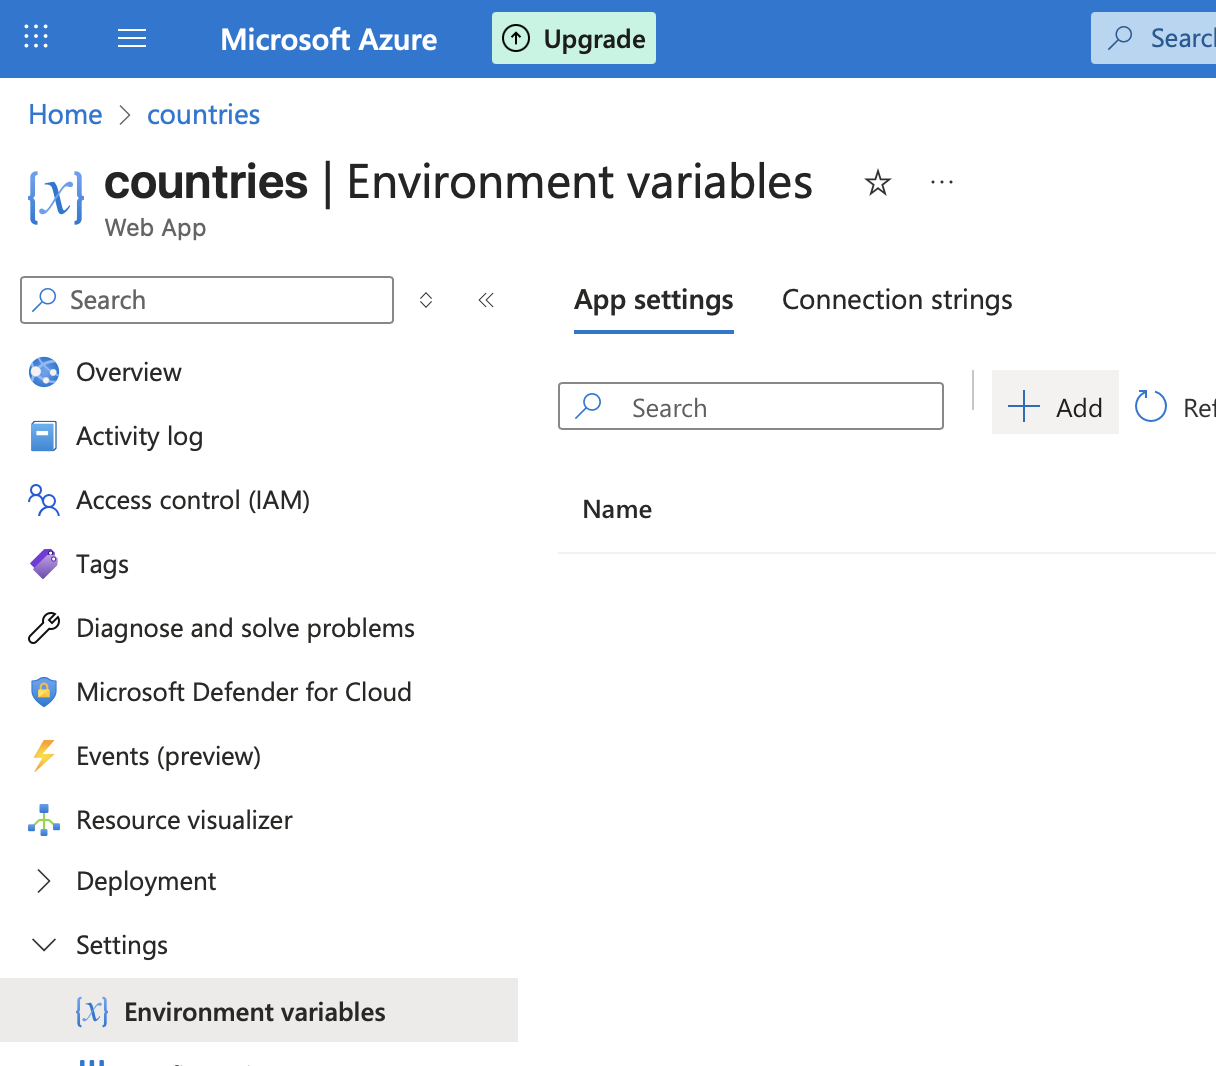 Microsoft Azure
Upgrade
Home > countries
countries | Environment variables
Web App
Search
Overview
Activity log
Access control (IAM)
Tags
Diagnose and solve problems
Microsoft Defender for Cloud
Events (preview)
Resource visualizer
Deployment
Settings
Environment variables
App settings
Connection strings
Search
Add
Name